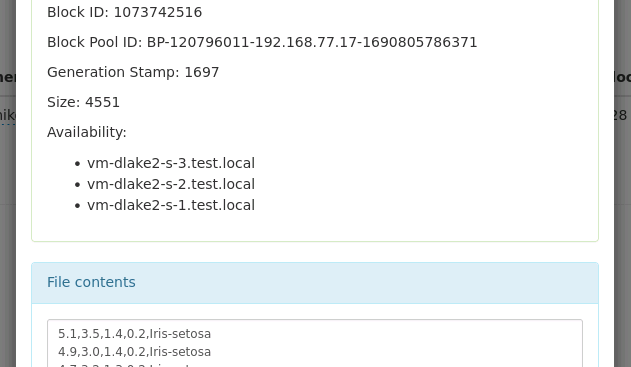 Block ID: 1073742516
Block Pool ID: BP-120796011-192.168.77.17-1690805786371
Generation Stamp: 1697
Size: 4551
Availability:
• vm-dlake2-s-3.test.local
• vm-dlake2-s-2.test.local
• vm-dlake2-s-1.test.local
File contents
5.1,3.5,1.4,0.2,Iris-setosa
4.9,3.0,1.4,0.2,Iris-setosa